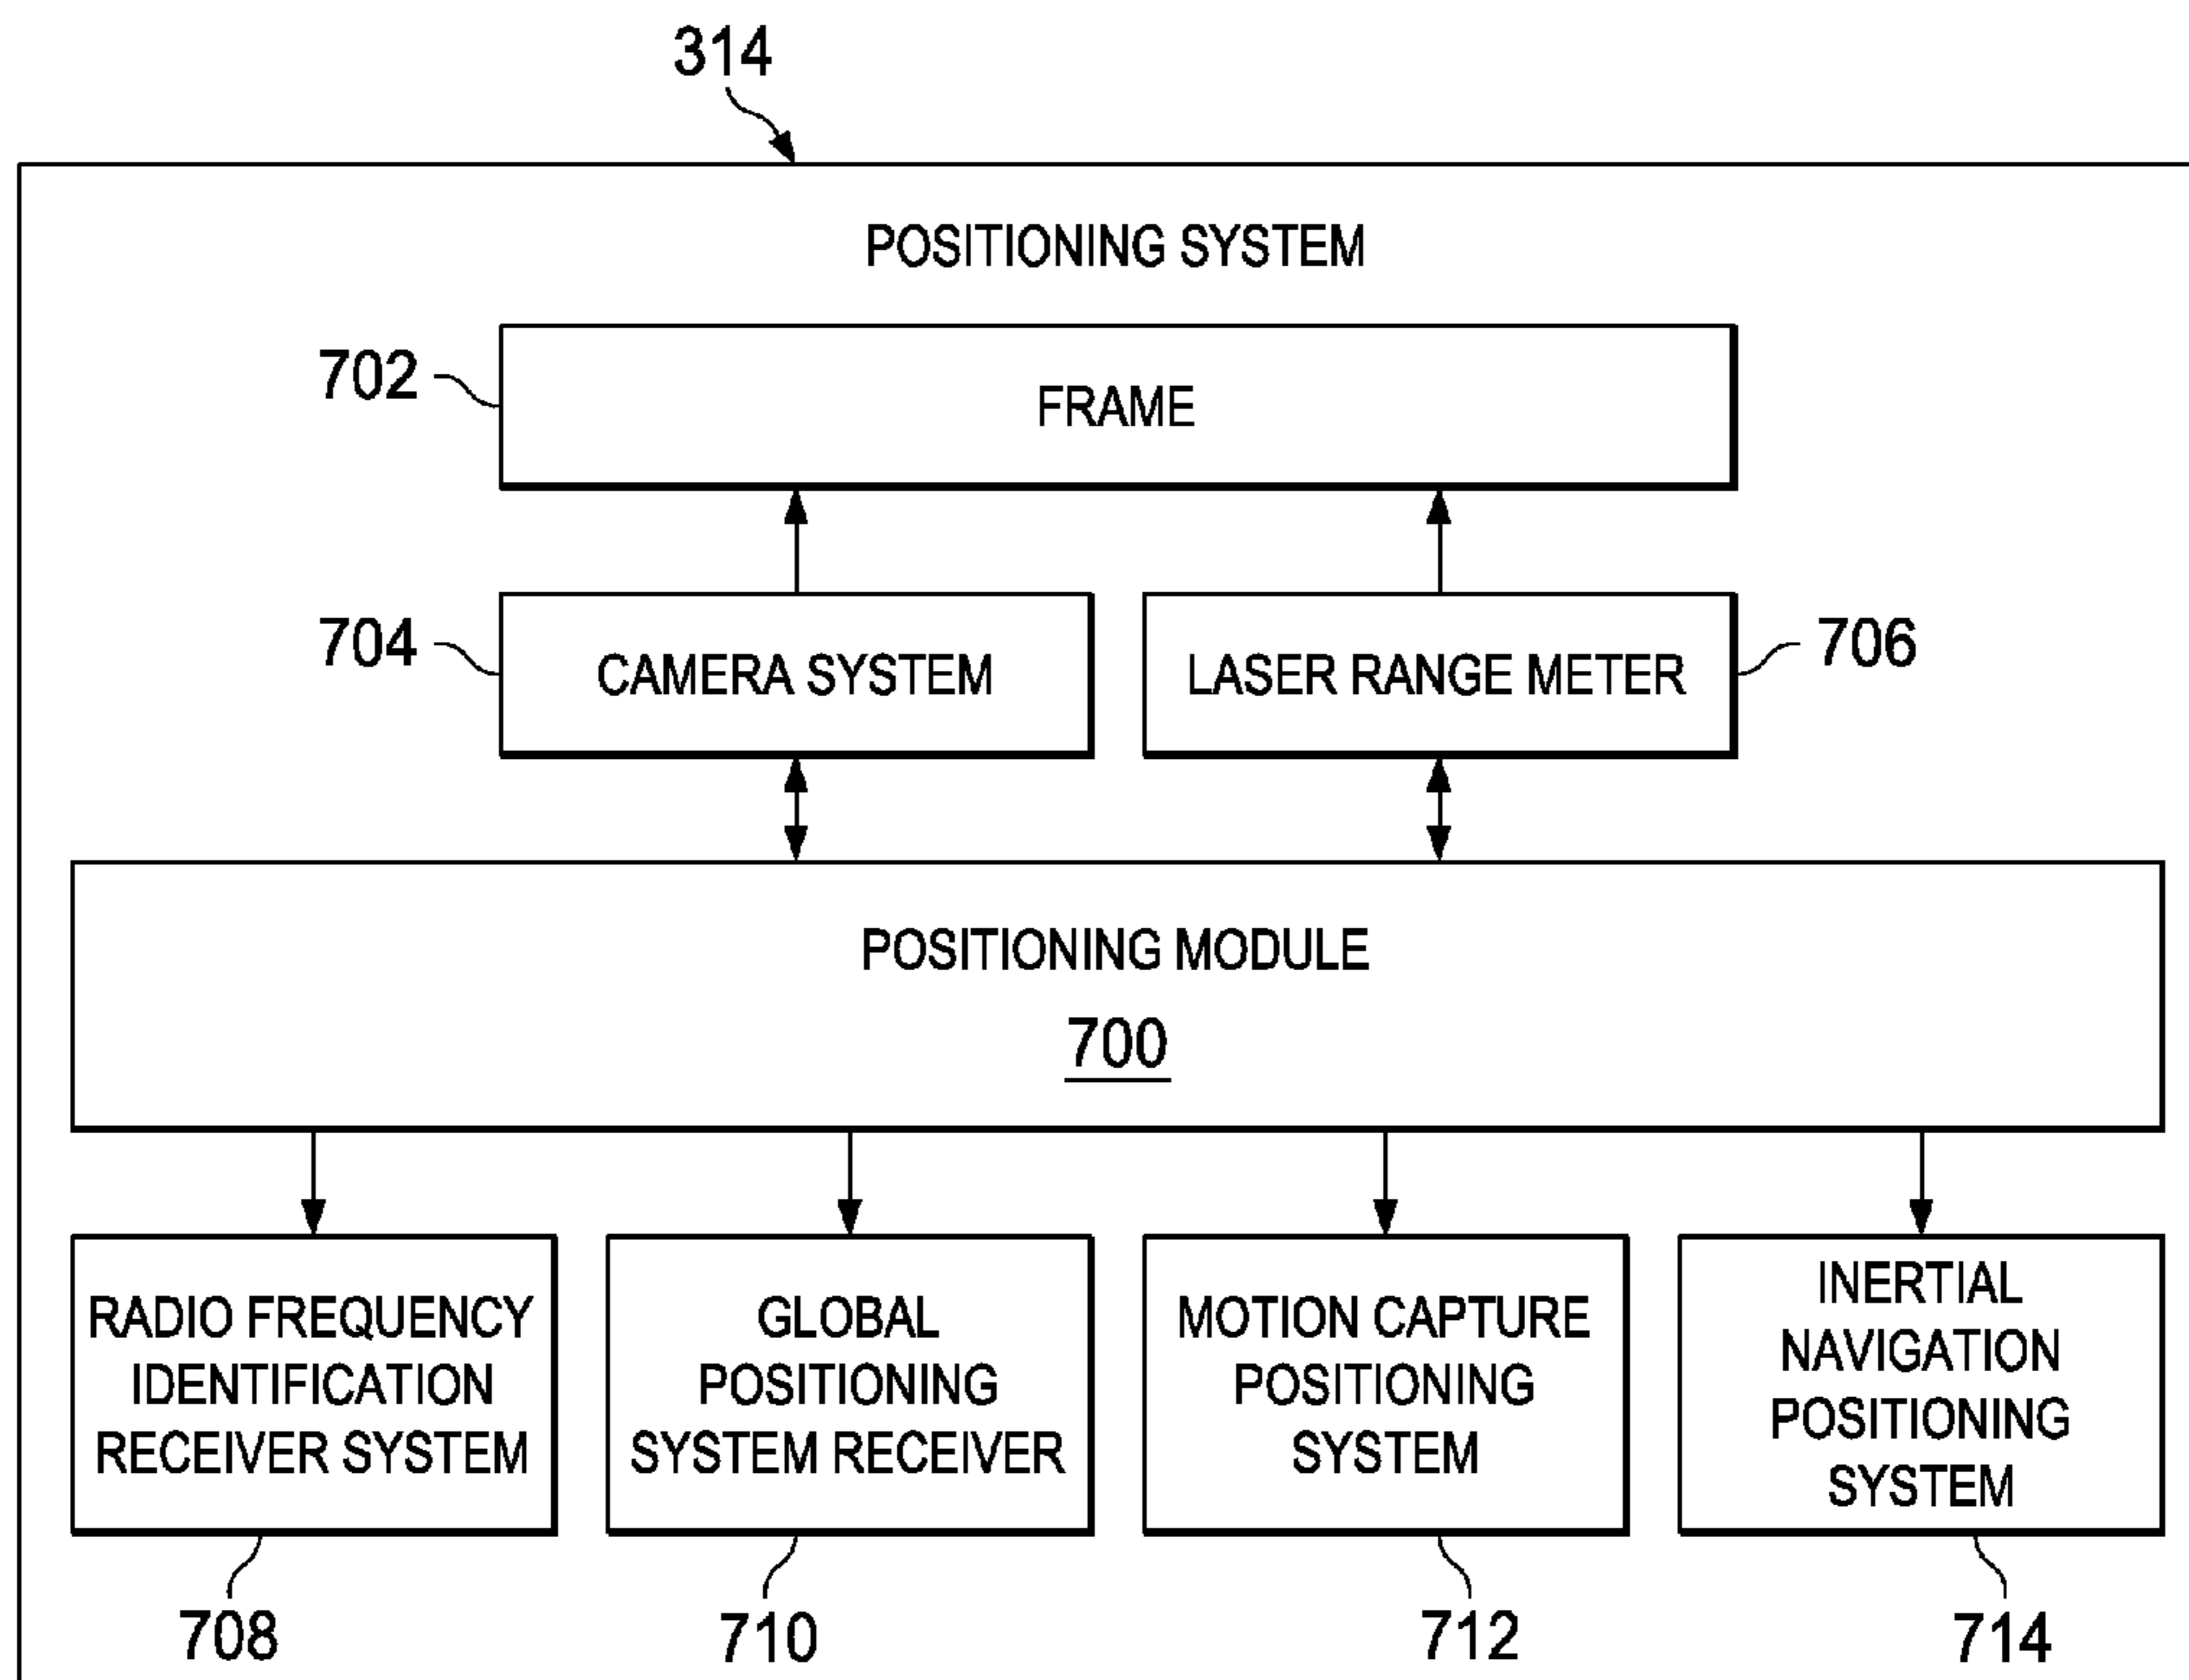 314
POSITIONING SYSTEM
702
FRAME
704
CAMERA SYSTEM
LASER RANGE METER
706
POSITIONING MODULE
700
RADIO FREQUENCY
IDENTIFICATION
RECEIVER SYSTEM
GLOBAL
POSITIONING
SYSTEM RECEIVER
MOTION CAPTURE
POSITIONING
SYSTEM
INERTIAL
NAVIGATION
POSITIONING
SYSTEM
708
710
712
714